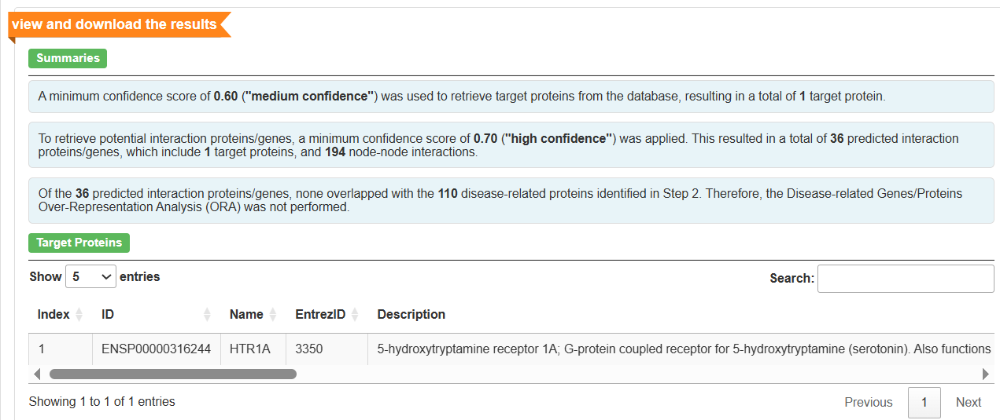 view and download the results
Summaries
A minimum confidence score of 0.60 ("medium confidence") was used to retrieve target proteins from the database, resulting in a total of 1 target protein.
To retrieve potential interaction proteins/genes, a minimum confidence score of 0.70 ("high confidence") was applied. This resulted in a total of 36 predicted interaction
proteins/genes, which include 1 target proteins, and 194 node-node interactions.
Of the 36 predicted interaction proteins/genes, none overlapped with the 110 disease-related proteins identified in Step 2. Therefore, the Disease-related Genes/Proteins
Over-Representation Analysis (ORA) was not performed.
Target Proteins
Show 5 entries Search:
Index ID Name EntrezID Description
1 ENSP00000316244 HTR1A 3350 5-hydroxytryptamine receptor 1A; G-protein coupled receptor for 5-hydroxytryptamine (serotonin). Also functions
Showing 1 to 1 of 1 entries Previous 1 Next